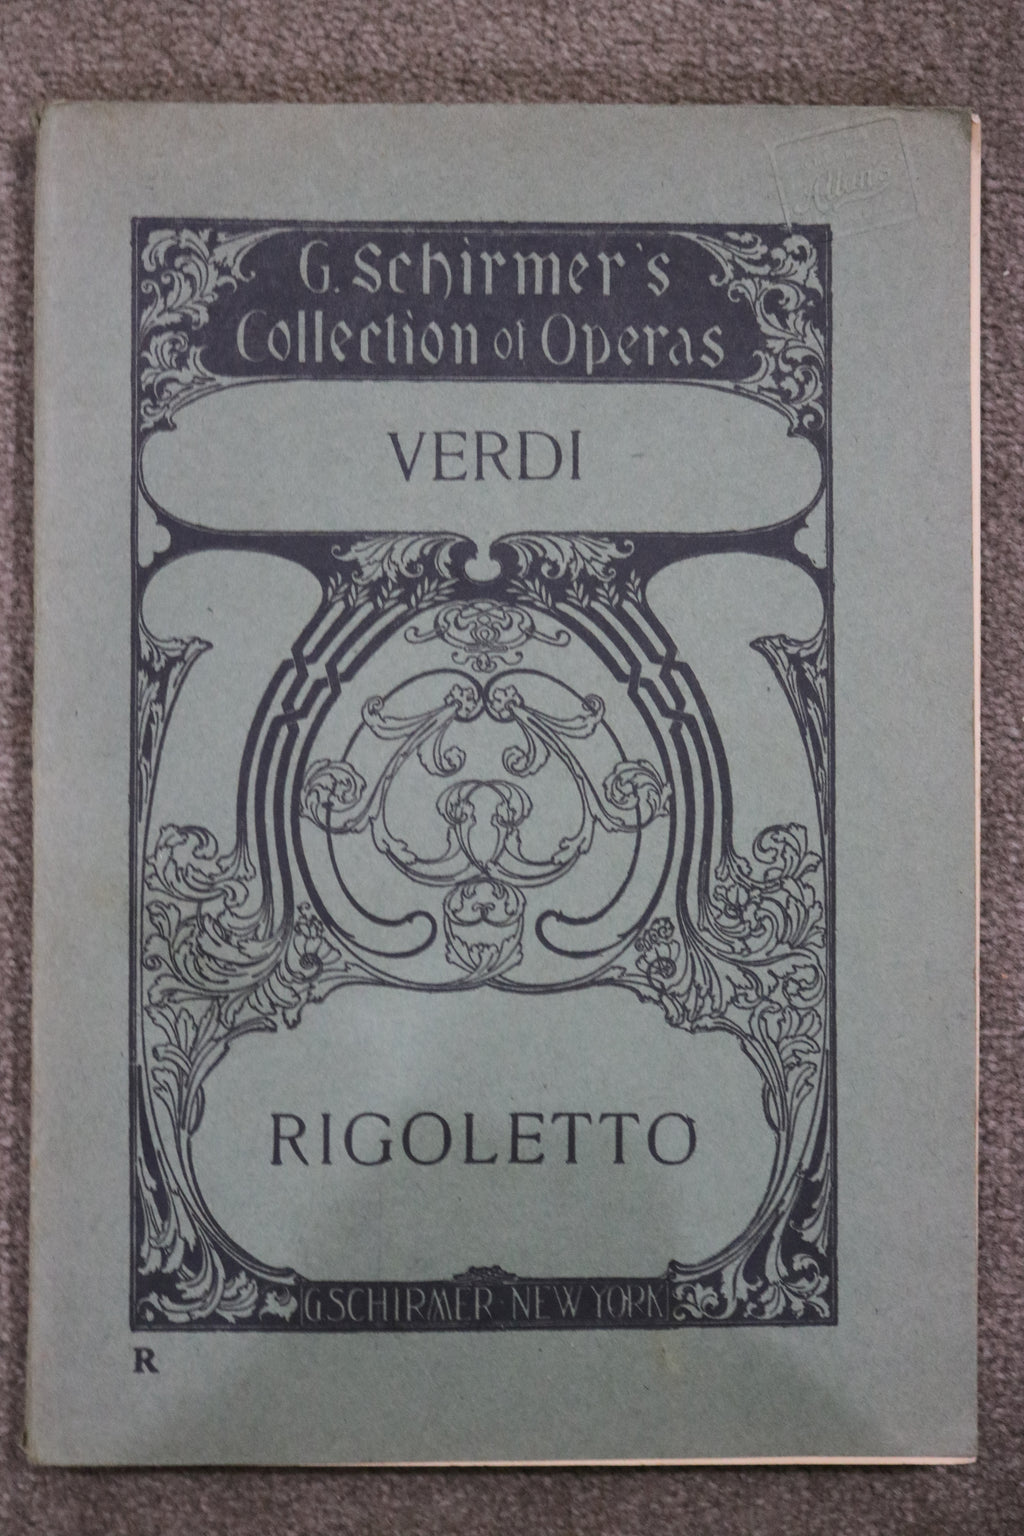 G. Schirmer's
Collection of Operas
VERDI
RIGOLETTO
G. SCHIRMER · NEW YORK
R